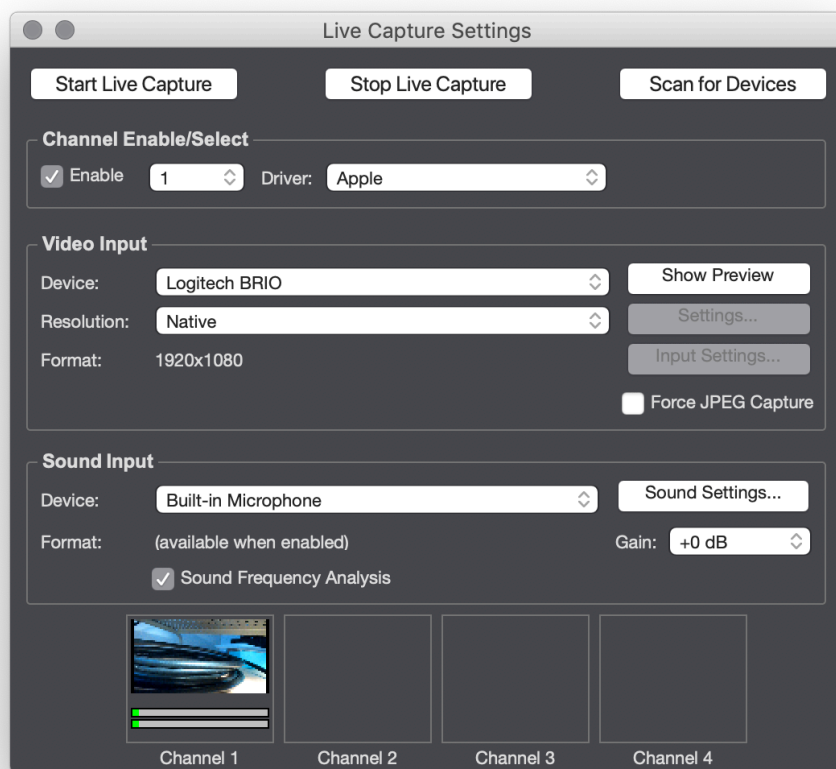 Live Capture Settings
Start Live Capture Stop Live Capture Scan for Devices
Channel Enable/Select
Enable 1 Driver: Apple
Video Input
Device: Logitech BRIO Show Preview
Resolution: Native Settings...
Format: 1920x1080 Input Settings...
Force JPEG Capture
Sound Input
Device: Built-in Microphone Sound Settings...
Format: (available when enabled) Gain: +0 dB
Sound Frequency Analysis
Channel 1 Channel 2 Channel 3 Channel 4